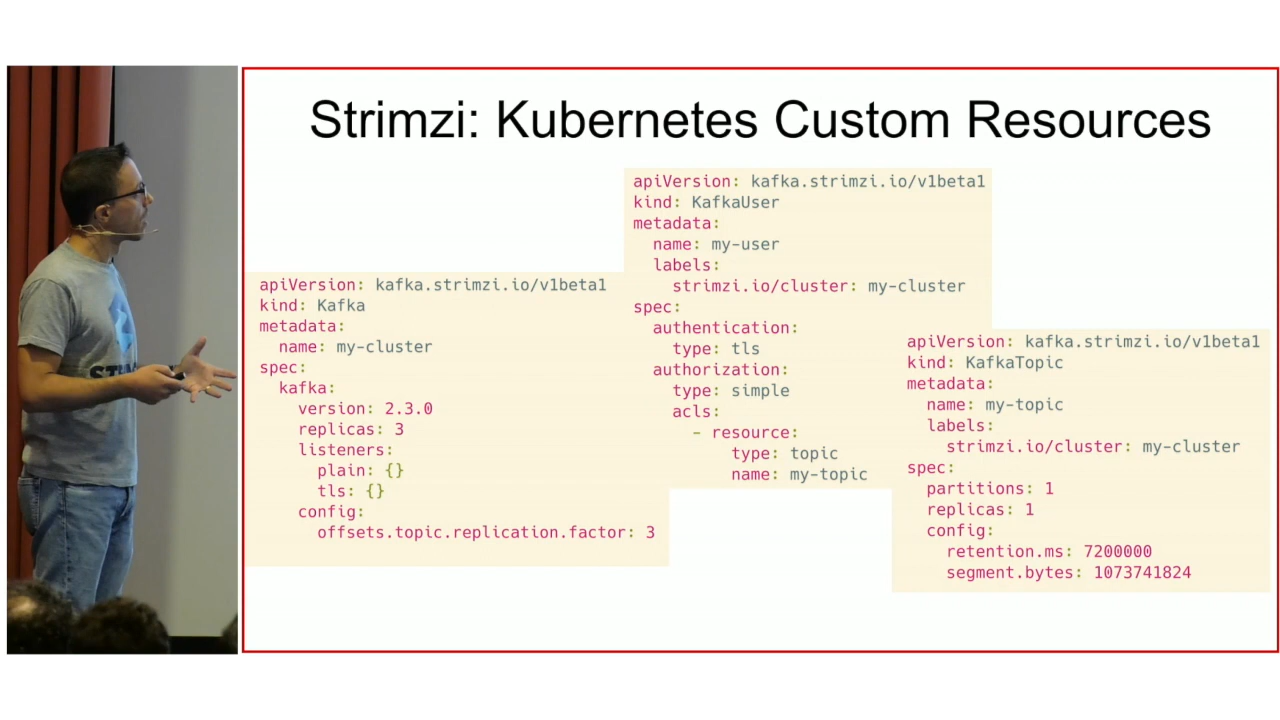 Strimzi: Kubernetes Custom Resources
apiVersion: kafka.strimzi.io/v1beta1
kind: Kafka
metadata:
  name: my-cluster
spec:
  kafka:
    version: 2.3.0
    replicas: 3
    listeners:
      plain: {}
      tls: {}
    config:
      offsets.topic.replication.factor: 3
apiVersion: kafka.strimzi.io/v1beta1
kind: KafkaUser
metadata:
  name: my-user
  labels:
    strimzi.io/cluster: my-cluster
spec:
  authentication:
    type: tls
  authorization:
    type: simple
    acls:
      - resource:
          type: topic
          name: my-topic
apiVersion: kafka.strimzi.io/v1beta1
kind: KafkaTopic
metadata:
  name: my-topic
  labels:
    strimzi.io/cluster: my-cluster
spec:
  partitions: 1
  replicas: 1
  config:
    retention.ms: 7200000
    segment.bytes: 1073741824